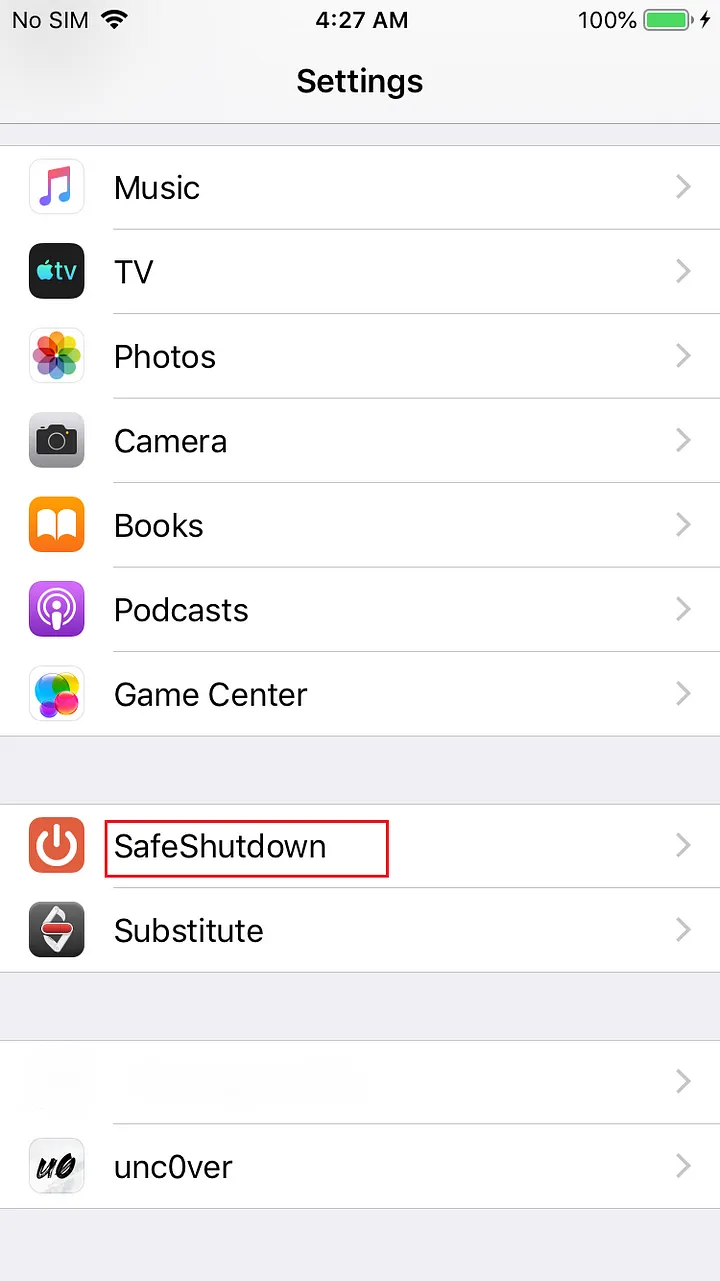 No SIM 4:27 AM 100%
Settings
Music
tv TV
Photos
Camera
Books
Podcasts
Game Center
SafeShutdown
Substitute
u0 unc0ver